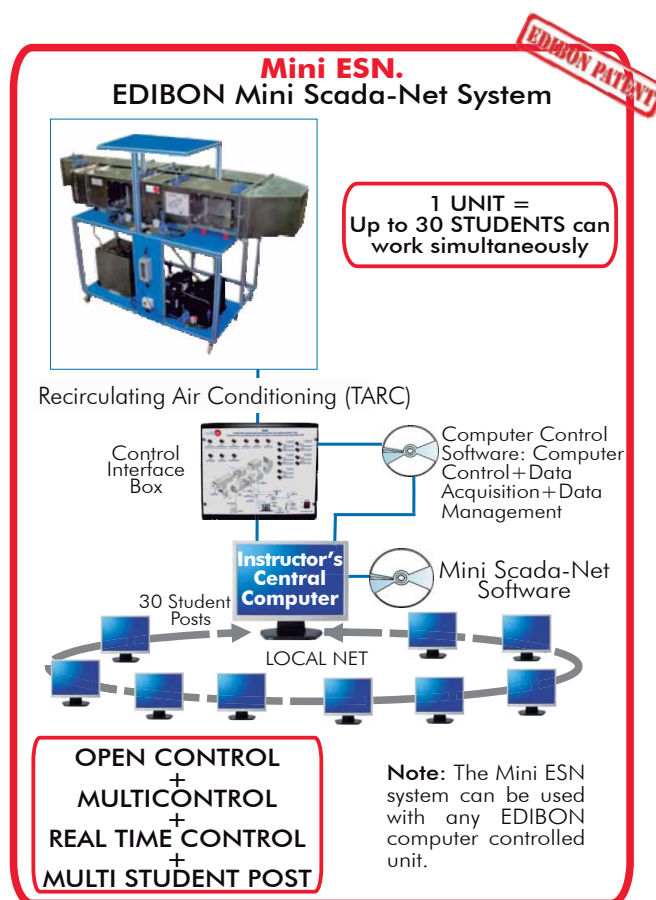 EDIBON PATENT
Mini ESN.
EDIBON Mini Scada-Net System
1 UNIT =
Up to 30 STUDENTS can
work simultaneously
Recirculating Air Conditioning (TARC)
Control
Interface
Box
Computer Control
Software: Computer
Control+Data
Acquisition+Data
Management
Instructor's
Central
Computer
Mini Scada-Net
Software
30 Student
Posts
LOCAL NET
OPEN CONTROL
+
MULTICONTROL
+
REAL TIME CONTROL
+
MULTI STUDENT POST
Note: The Mini ESN
system can be used
with any EDIBON
computer controlled
unit.